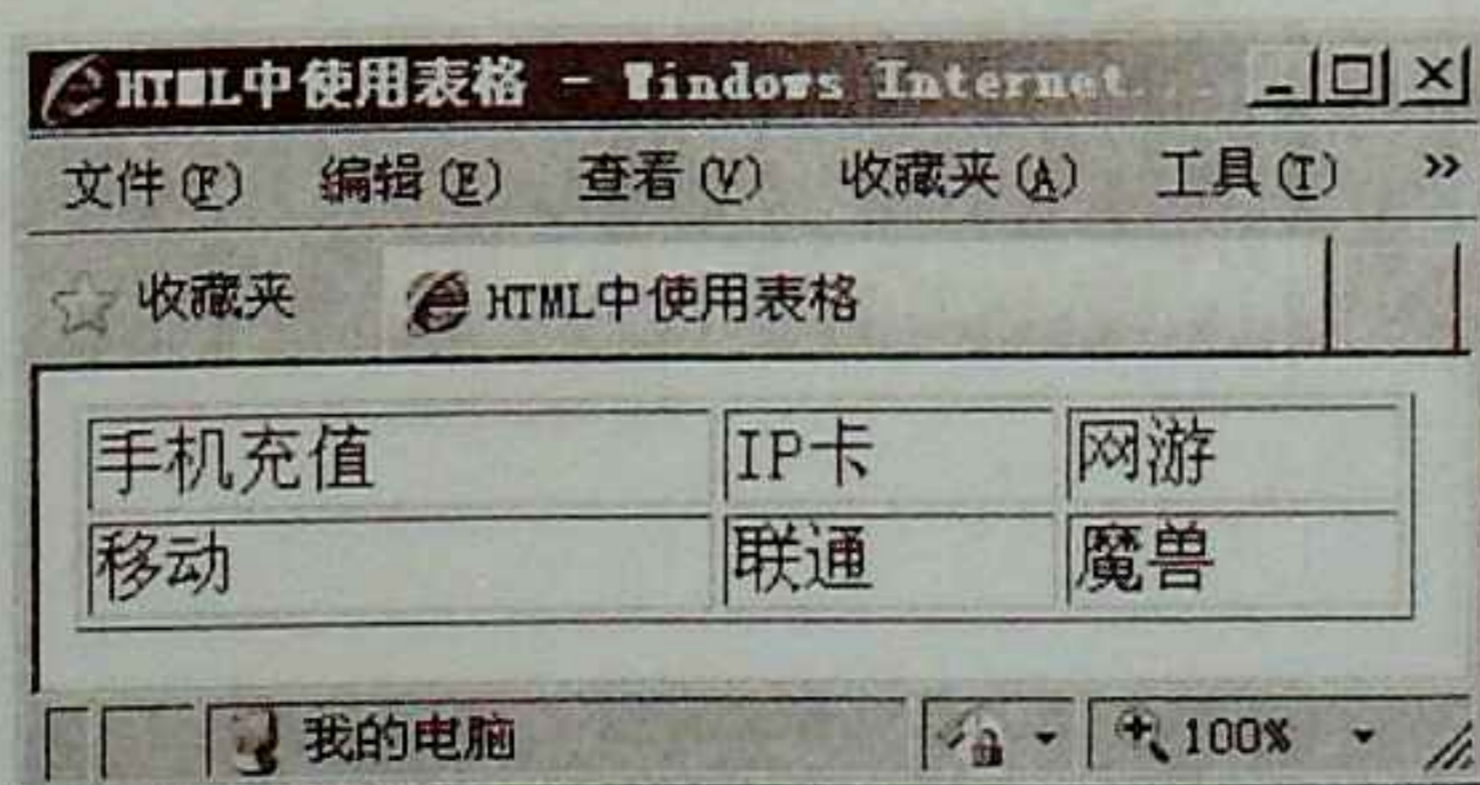 HTML中使用表格 - Windows Internet...
文件(F) 编辑(E) 查看(V) 收藏夹(A) 工具(T) »
收藏夹 HTML中使用表格
手机充值 IP卡 网游
移动 联通 魔兽
我的电脑 100%